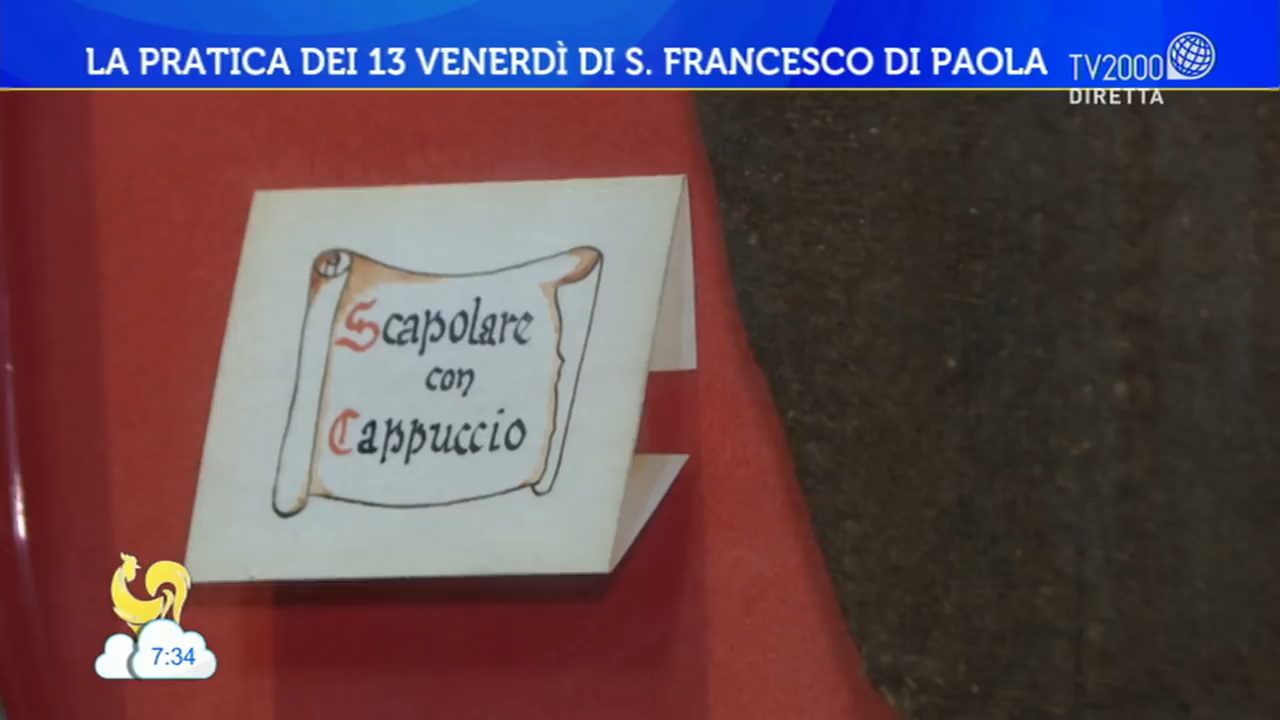 LA PRATICA DEI 13 VENERDÌ DI S. FRANCESCO DI PAOLA
TV2000
DIRETTA
Scapolare
con
Cappuccio
7:34